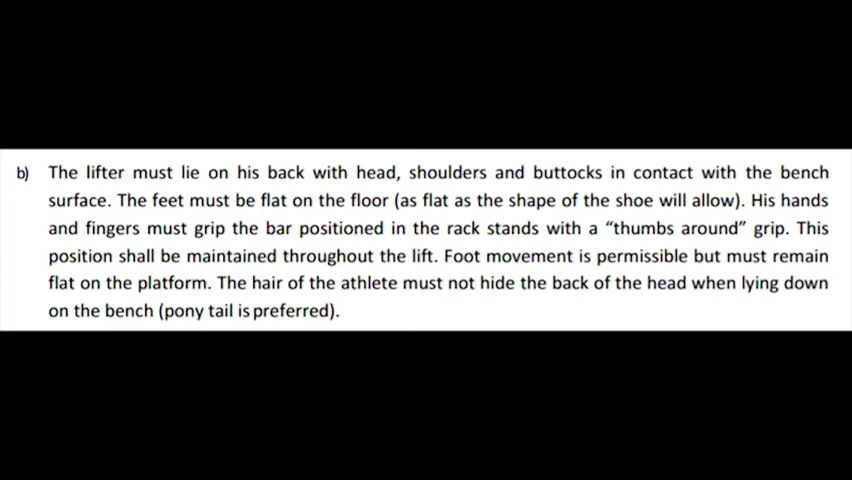 b) The lifter must lie on his back with head, shoulders and buttocks in contact with the bench
surface. The feet must be flat on the floor (as flat as the shape of the shoe will allow). His hands
and fingers must grip the bar positioned in the rack stands with a “thumbs around” grip. This
position shall be maintained throughout the lift. Foot movement is permissible but must remain
flat on the platform. The hair of the athlete must not hide the back of the head when lying down
on the bench (pony tail is preferred).